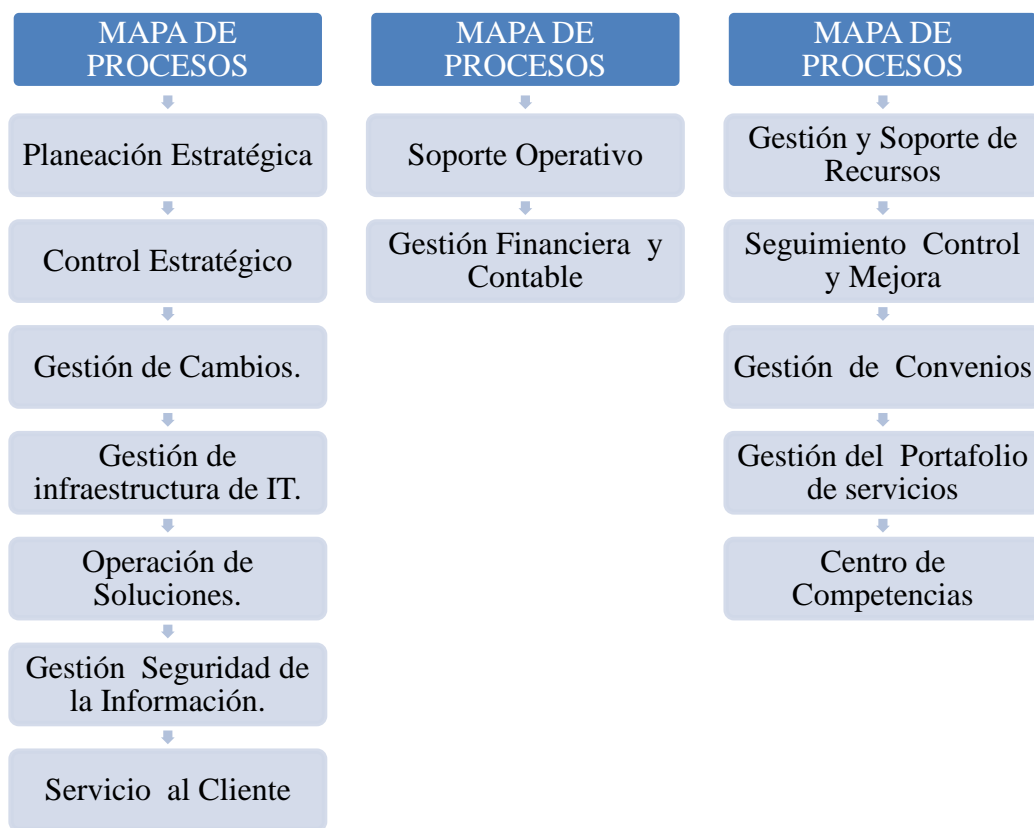 MAPA DE
PROCESOS
Planeación Estratégica
Control Estratégico
Gestión de Cambios.
Gestión de
infraestructura de IT.
Operación de
Soluciones.
Gestión Seguridad de
la Información.
Servicio al Cliente
MAPA DE
PROCESOS
Soporte Operativo
Gestión Financiera y
Contable
MAPA DE
PROCESOS
Gestión y Soporte de
Recursos
Seguimiento Control
y Mejora
Gestión de Convenios
Gestión del Portafolio
de servicios
Centro de
Competencias